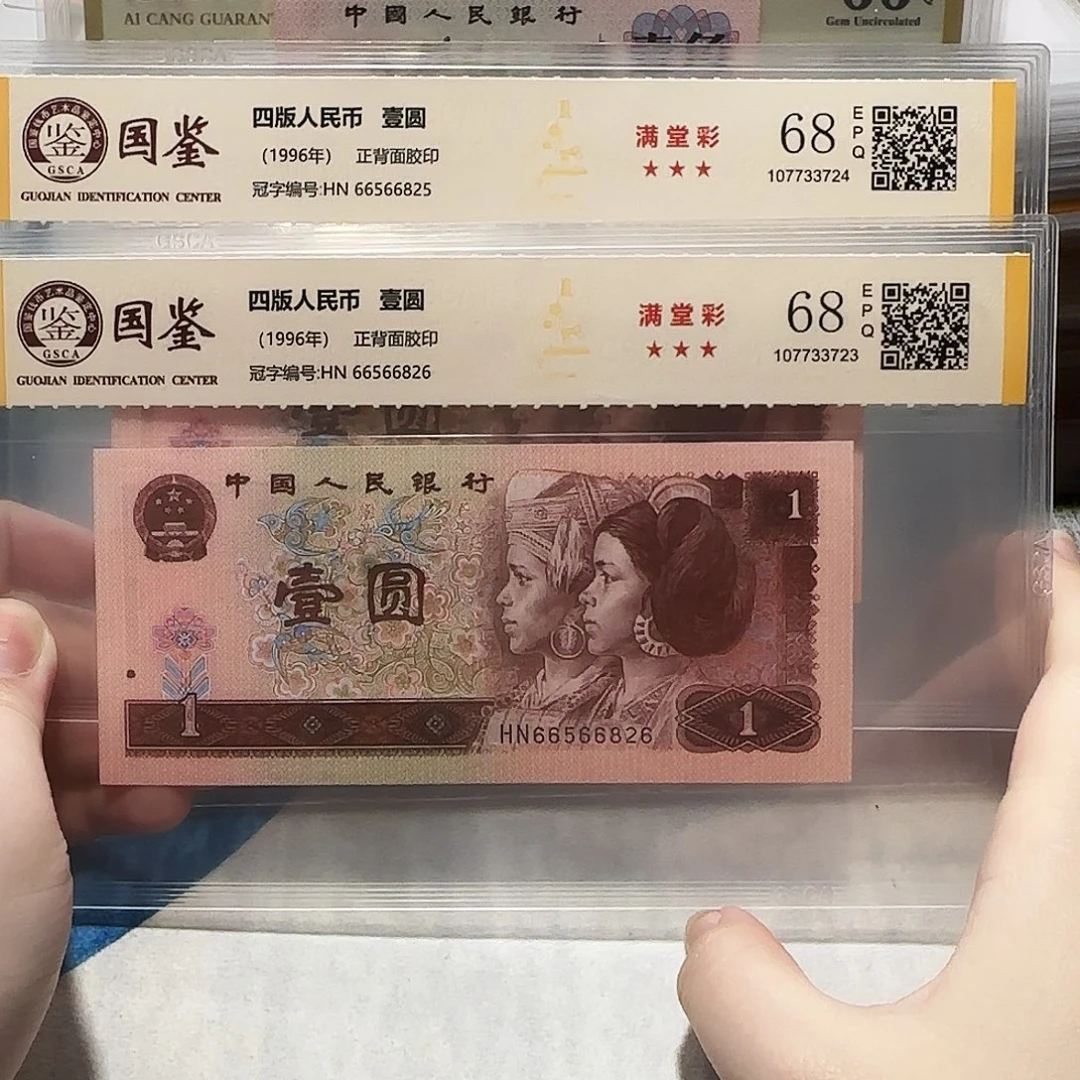 AI CANG GUARAN
中國人民銀行
Gem Uncirculated
GSCA
国鉴
GUOJIAN IDENTIFICATION CENTER
四版人民币 壹圆
(1996年) 正背面胶印
冠字编号:HN 66566825
满堂彩
★★★
68
EPQ
107733724
GSCA
鉴
GSCA
国鉴
GUOJIAN IDENTIFICATION CENTER
四版人民币 壹圆
(1996年) 正背面胶印
冠字编号:HN 66566826
满堂彩
★★★
68
EPQ
107733723
壹圆
中国人民银行
1
壹圆
1
HN66566826
1